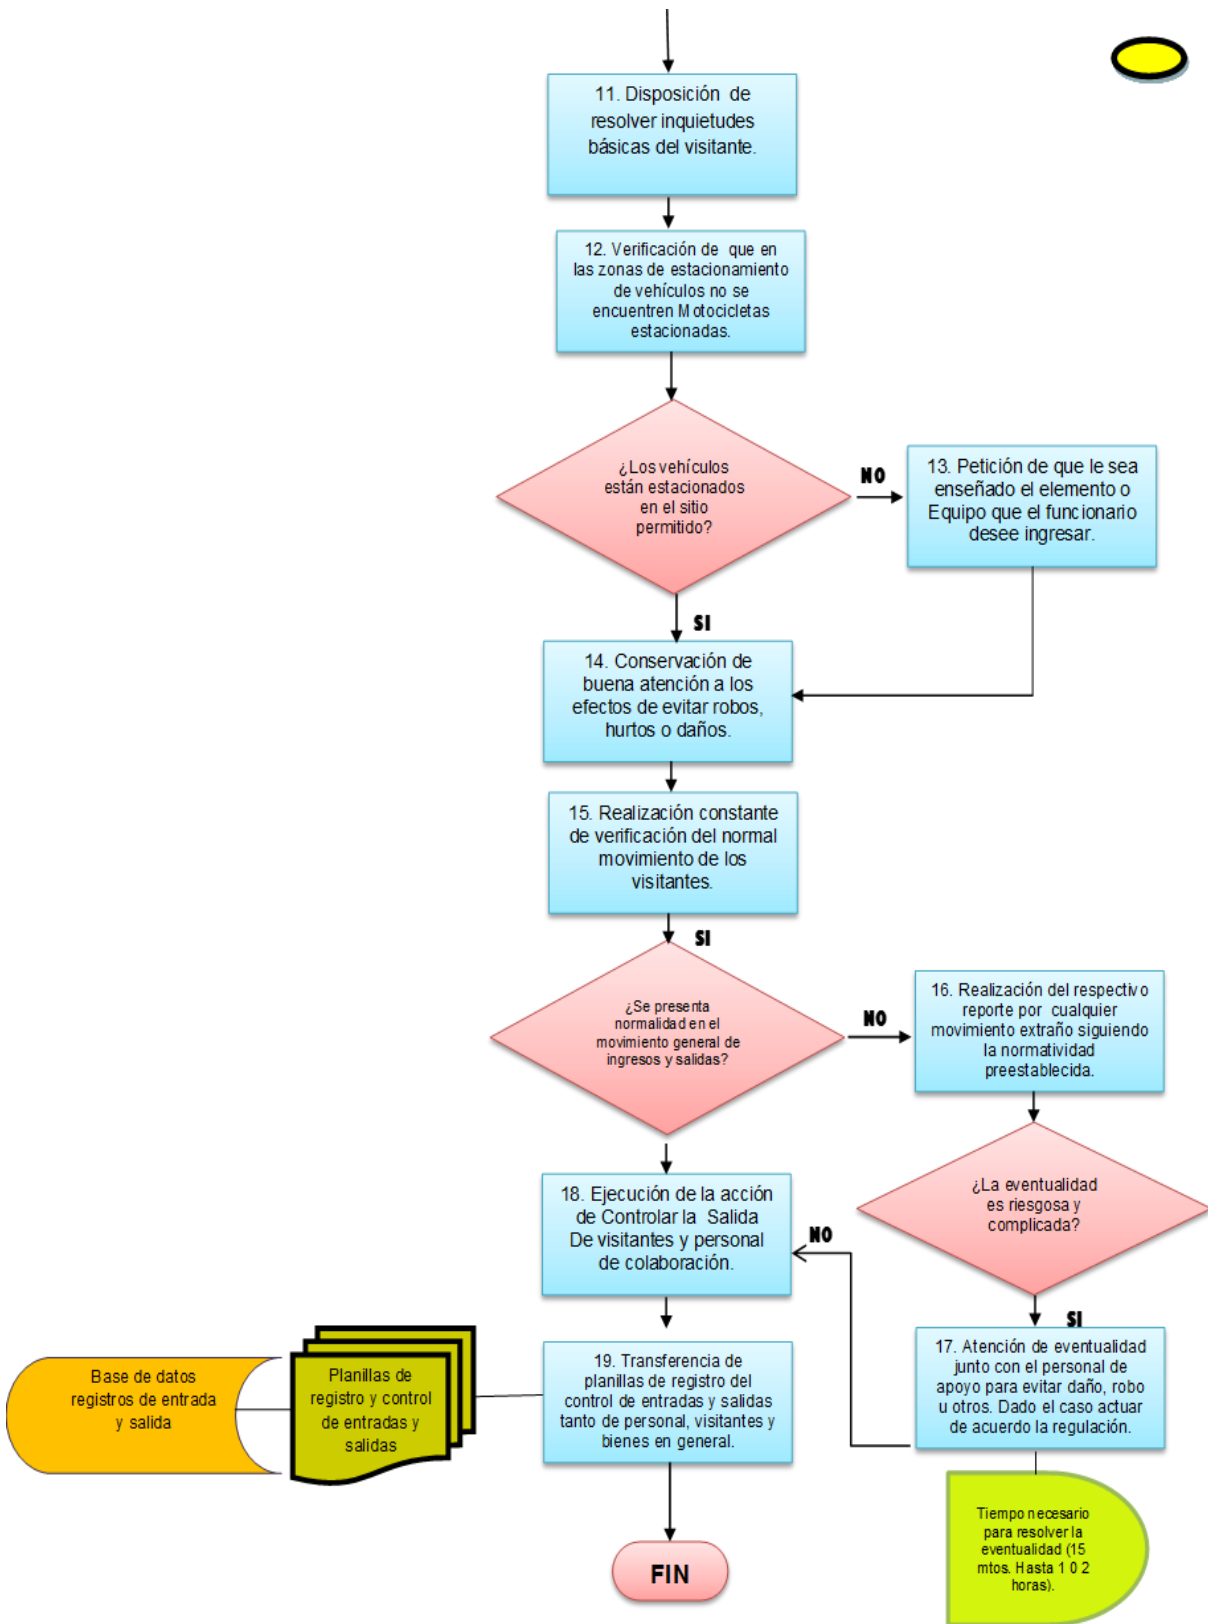 11. Disposición de
resolver inquietudes
básicas del visitante.
12. Verificación de que en
las zonas de estacionamiento
de vehículos no se
encuentren Motocicletas
estacionadas.
¿Los vehículos
están estacionados
en el sitio
permitido?
NO
13. Petición de que le sea
enseñado el elemento o
Equipo que el funcionario
desee ingresar.
SI
14. Conservación de
buena atención a los
efectos de evitar robos,
hurtos o daños.
15. Realización constante
de verificación del normal
movimiento de los
visitantes.
SI
¿Se presenta
normalidad en el
movimiento general de
ingresos y salidas?
NO
16. Realización del respectivo
reporte por cualquier
movimiento extraño siguiendo
la normatividad
preestablecida.
¿La eventualidad
es riesgosa y
complicada?
18. Ejecución de la acción
de Controlar la Salida
De visitantes y personal
de colaboración.
NO
SI
17. Atención de eventualidad
junto con el personal de
apoyo para evitar daño, robo
u otros. Dado el caso actuar
de acuerdo la regulación.
19. Transferencia de
planillas de registro del
control de entradas y salidas
tanto de personal, visitantes y
bienes en general.
Planillas de
registro y control
de entradas y
salidas
Base de datos
registros de entrada
y salida
Tiempo necesario
para resolver la
eventualidad (15
mtos. Hasta 1 0 2
horas).
FIN